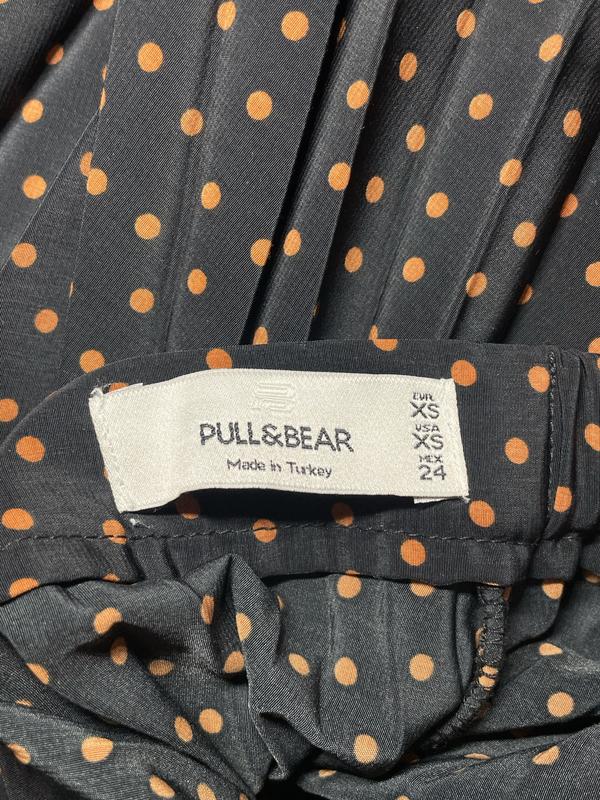 PULL&BEAR
Made in Turkey
EUR
XS
USA
XS
MEX
24